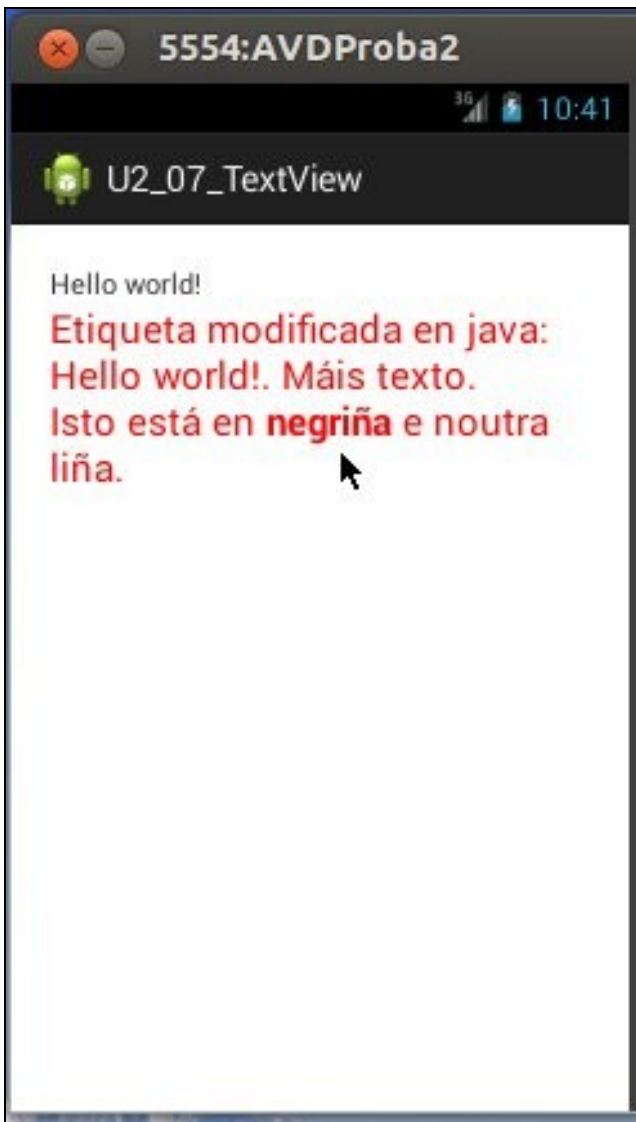 5554:AVDProba2
3G 10:41
U2_07_TextView
Hello world!
Etiqueta modificada en java:
Hello world!. Máis texto.
Isto está en negriña e noutra
liña.